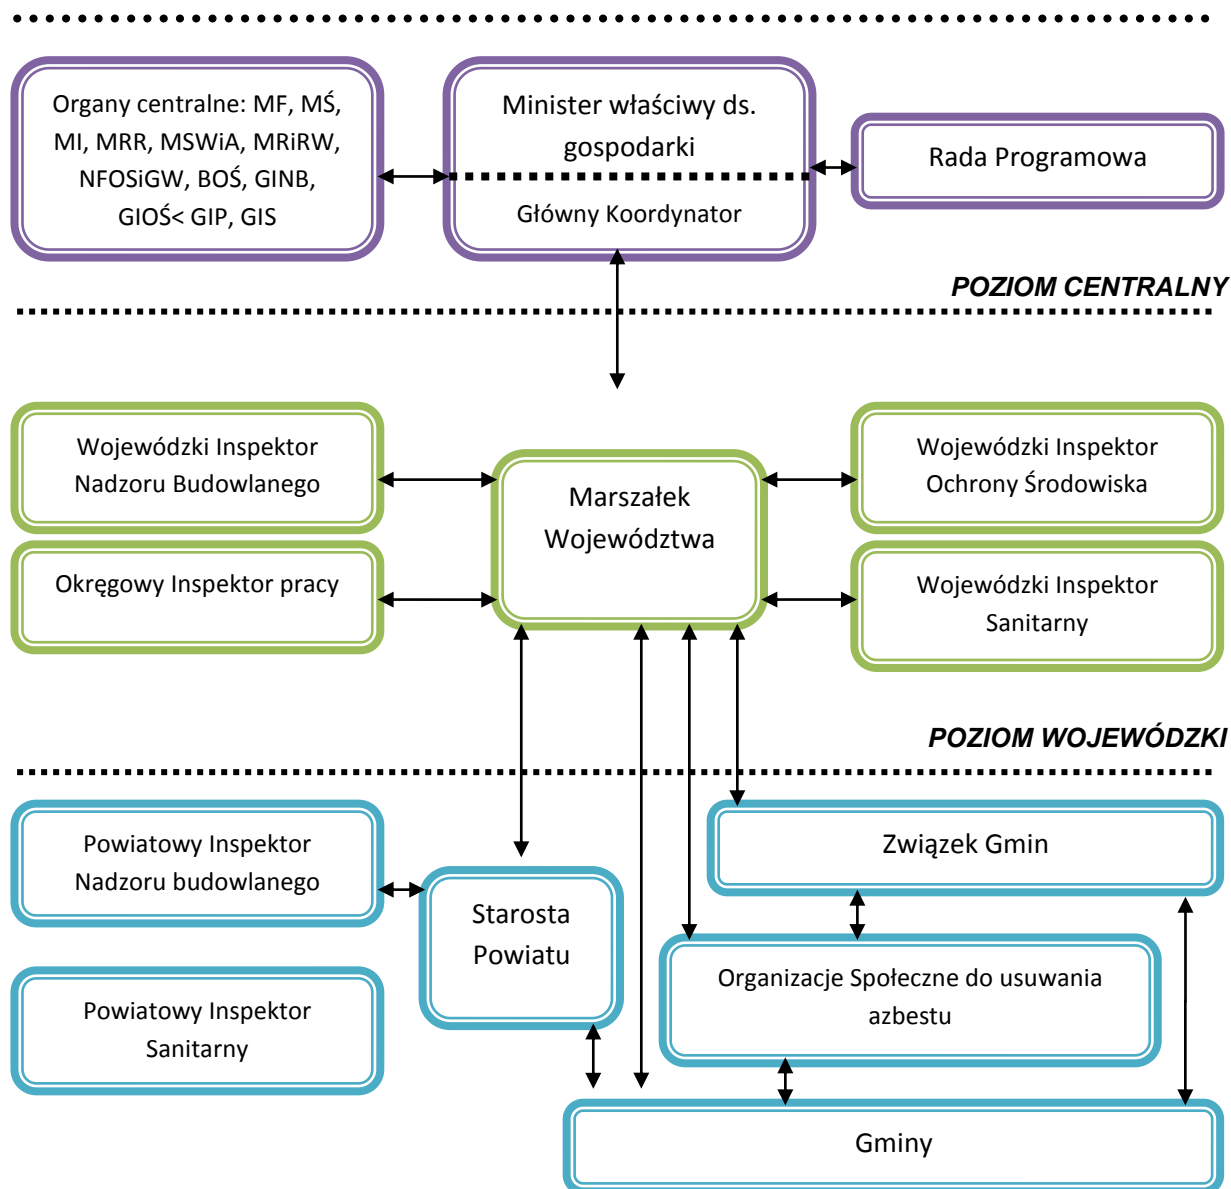 Organy centralne: MF, MŚ,
MI, MRR, MSWiA, MRiRW,
NFOSiGW, BOŚ, GINB,
GIOŚ< GIP, GIS
Minister właściwy ds.
gospodarki
Główny Koordynator
Rada Programowa
POZIOM CENTRALNY
Wojewódzki Inspektor
Nadzoru Budowlanego
Okręgowy Inspektor pracy
Marszałek
Województwa
Wojewódzki Inspektor
Ochrony Środowiska
Wojewódzki Inspektor
Sanitarny
POZIOM WOJEWÓDZKI
Powiatowy Inspektor
Nadzoru budowlanego
Powiatowy Inspektor
Sanitarny
Starosta
Powiatu
Związek Gmin
Organizacje Społeczne do usuwania
azbestu
Gminy